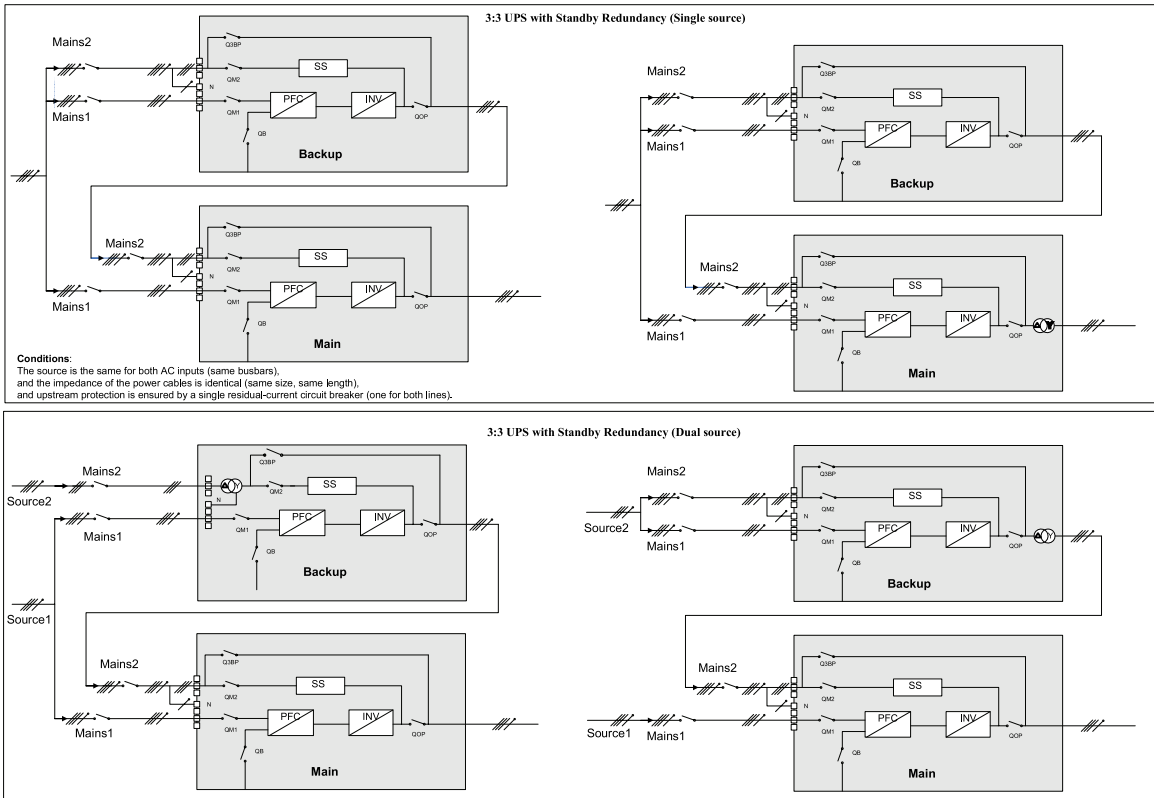 3:3 UPS with Standby Redundancy (Single source)
Mains2
Mains1
Q3BP
SS
QM2
N
PFC
INV
QM1
QOP
QB
Backup
Mains2
Mains1
Q3BP
SS
QM2
N
PFC
INV
QM1
QOP
QB
Main
Conditions:
The source is the same for both AC inputs (same busbars),
and the impedance of the power cables is identical (same size, same length),
and upstream protection is ensured by a single residual-current circuit breaker (one for both lines).
Mains2
Mains1
Q3BP
SS
QM2
N
PFC
INV
QM1
QOP
QB
Backup
Mains2
Mains1
Q3BP
SS
QM2
N
PFC
INV
QM1
QOP
QB
Main
3:3 UPS with Standby Redundancy (Dual source)
Mains2
Source2
Mains1
Q3BP
SS
QM2
N
PFC
INV
QM1
QOP
QB
Backup
Source1
Mains2
Mains1
Q3BP
SS
QM2
N
PFC
INV
QM1
QOP
QB
Main
Mains2
Source2
Mains1
Q3BP
SS
QM2
N
PFC
INV
QM1
QOP
Y
QB
Backup
Mains2
Source1
Mains1
Q3BP
SS
QM2
N
PFC
INV
QM1
QOP
QB
Main